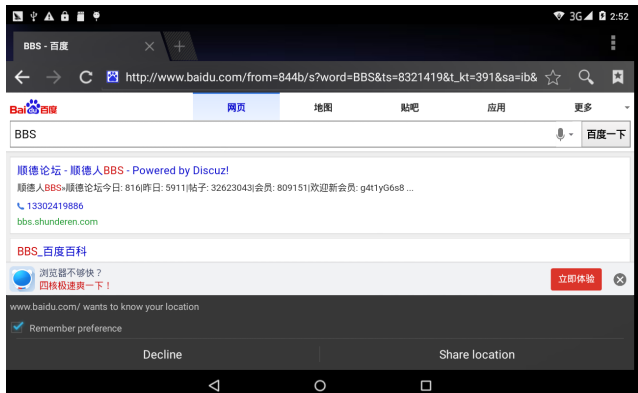 3G 2:52
BBS - 百度
http://www.baidu.com/from=844b/s?word=BBS&ts=8321419&t_kt=391&sa=ib&
Bai百度 网页 地图 贴吧 应用 更多
BBS 百度一下
顺德论坛 - 顺德人BBS - Powered by Discuz!
顺德人BBS»顺德论坛今日: 816|昨日: 5911|帖子: 32623043|会员: 809151|欢迎新会员: g4t1yG6s8 ...
13302419886
bbs.shunderen.com
BBS_百度百科
浏览器不够快？
四核极速爽一下！
立即体验
www.baidu.com/ wants to know your location
Remember preference
Decline Share location